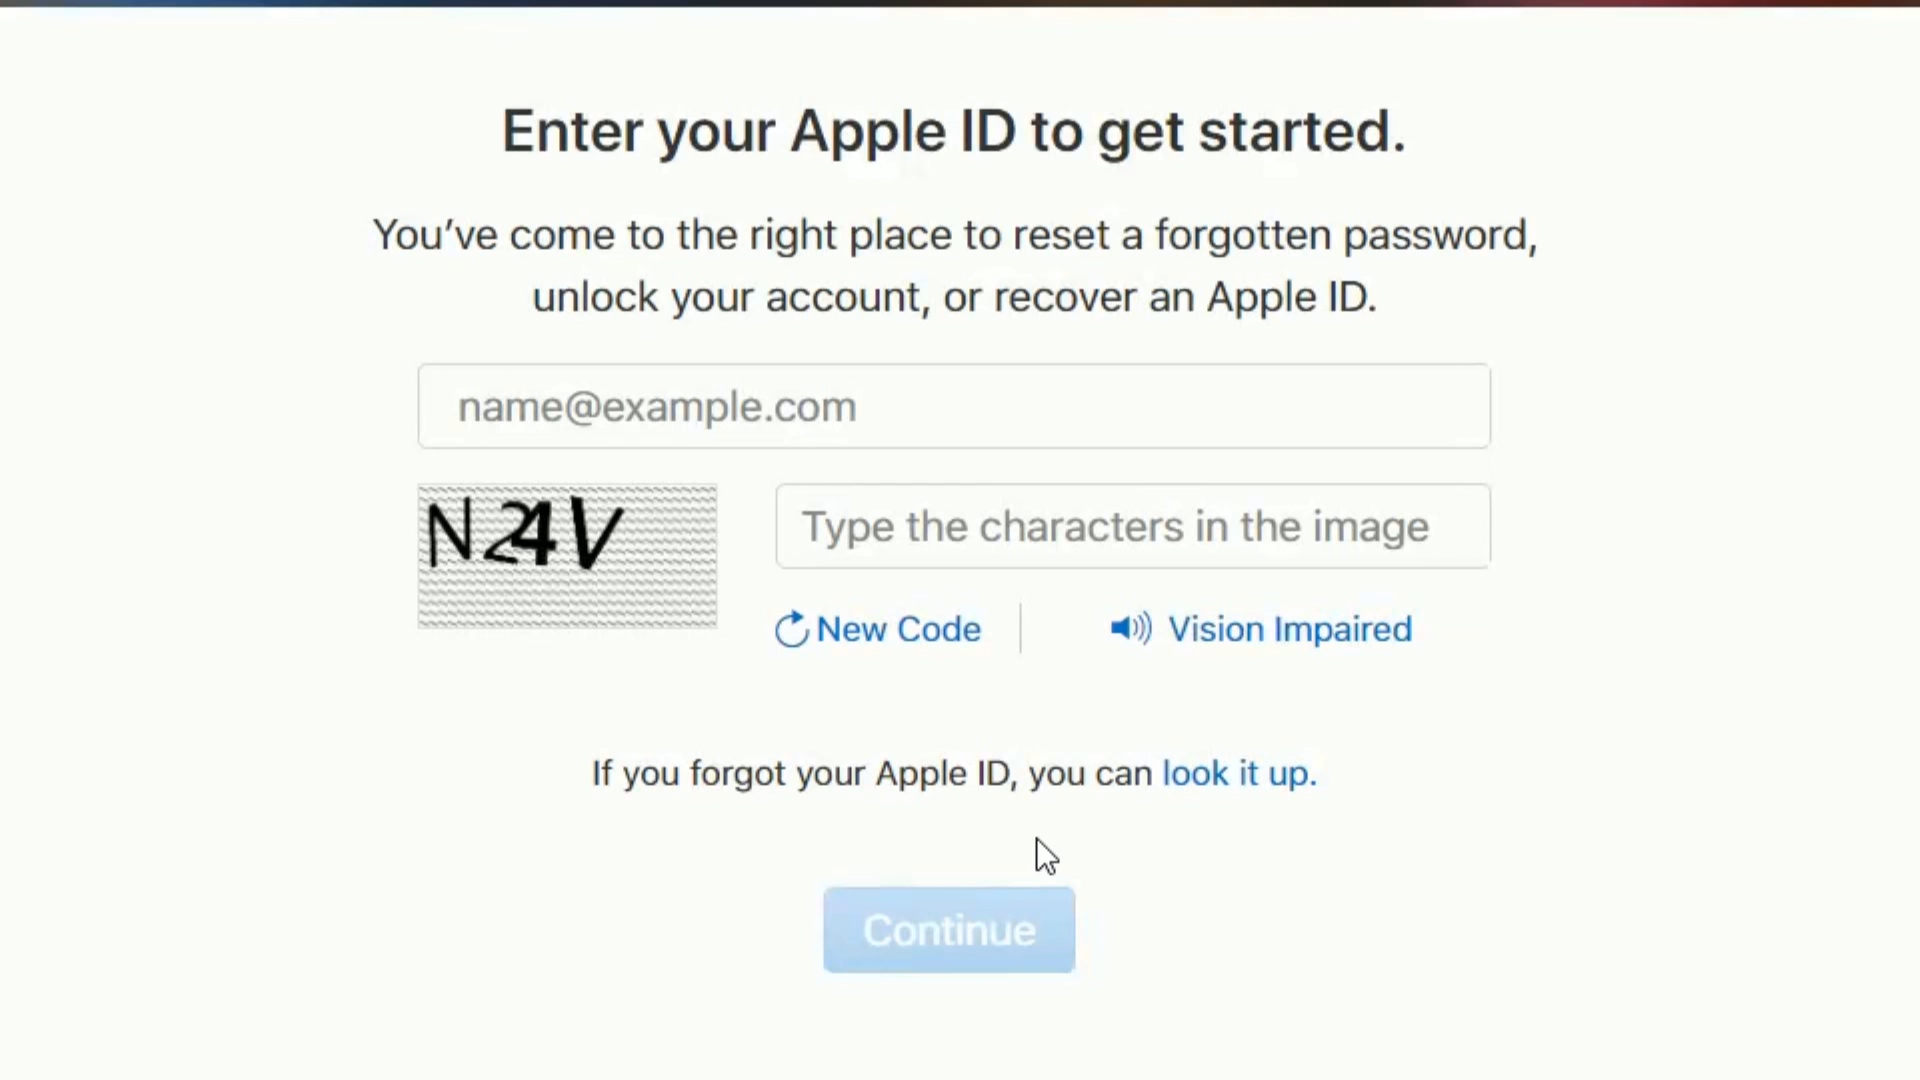 Enter your Apple ID to get started.
You’ve come to the right place to reset a forgotten password,
unlock your account, or recover an Apple ID.
name@example.com
N24V
Type the characters in the image
New Code
Vision Impaired
If you forgot your Apple ID, you can look it up.
Continue